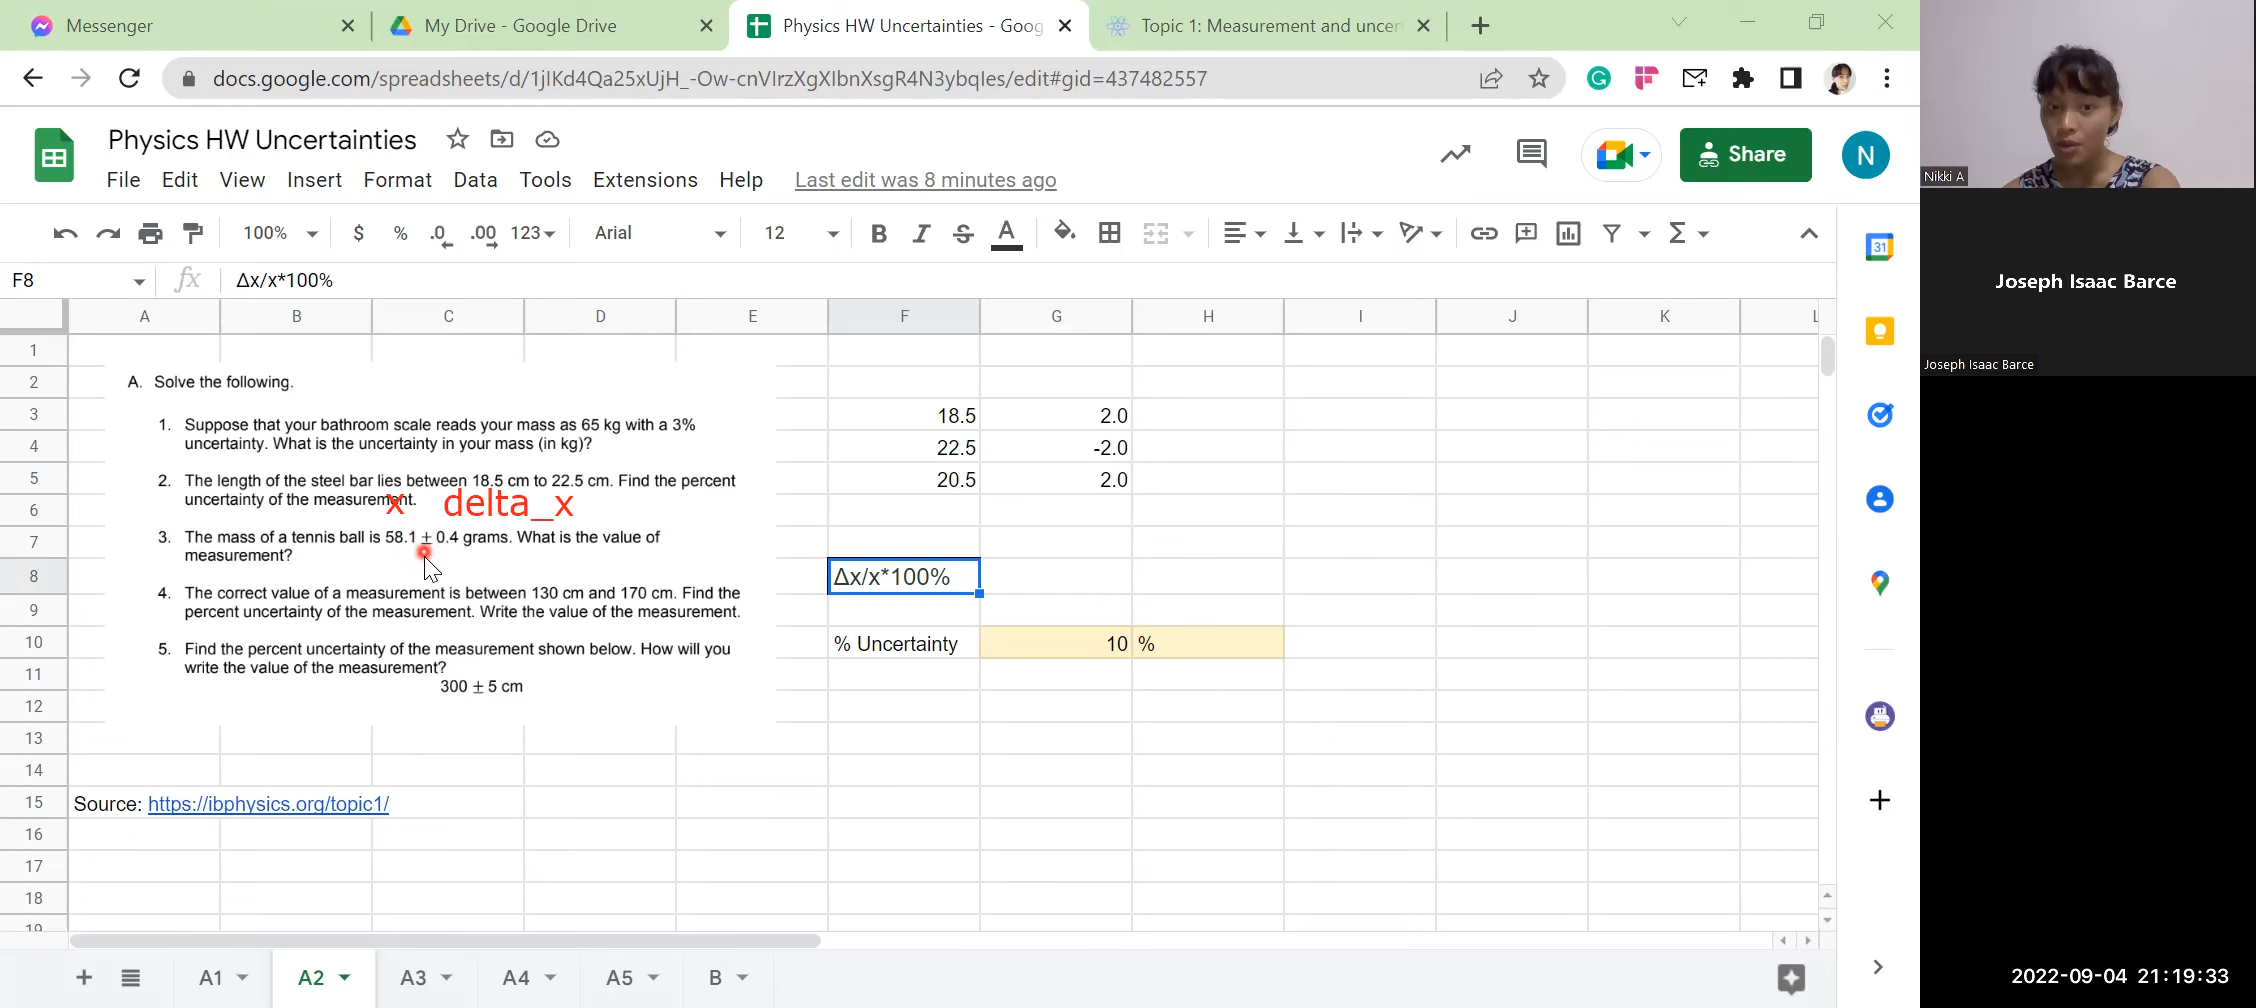 Messenger
My Drive - Google Drive
Physics HW Uncertainties - Goog
Topic 1: Measurement and uncer
docs.google.com/spreadsheets/d/1jIKd4Qa25xUjH_-Ow-cnVIrzXgXIbnXsgR4N3ybqIes/edit#gid=437482557
Physics HW Uncertainties
Share
N
File Edit View Insert Format Data Tools Extensions Help Last edit was 8 minutes ago
100% $ % .0 .00 123 Arial 12 B I S A
31
F8 fx Δx/x*100%
A B C D E F G H I J K L
1
2
3
4
5
6
7
8
9
10
11
12
13
14
15
16
17
18
19
A. Solve the following.
1. Suppose that your bathroom scale reads your mass as 65 kg with a 3%
uncertainty. What is the uncertainty in your mass (in kg)?
2. The length of the steel bar lies between 18.5 cm to 22.5 cm. Find the percent
uncertainty of the measurement.
x delta_x
3. The mass of a tennis ball is 58.1 ± 0.4 grams. What is the value of
measurement?
4. The correct value of a measurement is between 130 cm and 170 cm. Find the
percent uncertainty of the measurement. Write the value of the measurement.
5. Find the percent uncertainty of the measurement shown below. How will you
write the value of the measurement?
300 ± 5 cm
18.5 2.0
22.5 -2.0
20.5 2.0
Δx/x*100%
% Uncertainty 10 %
Source: https://ibphysics.org/topic1/
A1 A2 A3 A4 A5 B
Nikki A
Joseph Isaac Barce
Joseph Isaac Barce
2022-09-04 21:19:33